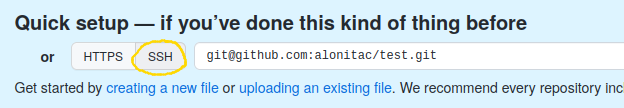 Quick setup — if you've done this kind of thing before
or HTTPS SSH git@github.com:alonitac/test.git
Get started by creating a new file or uploading an existing file. We recommend every repository